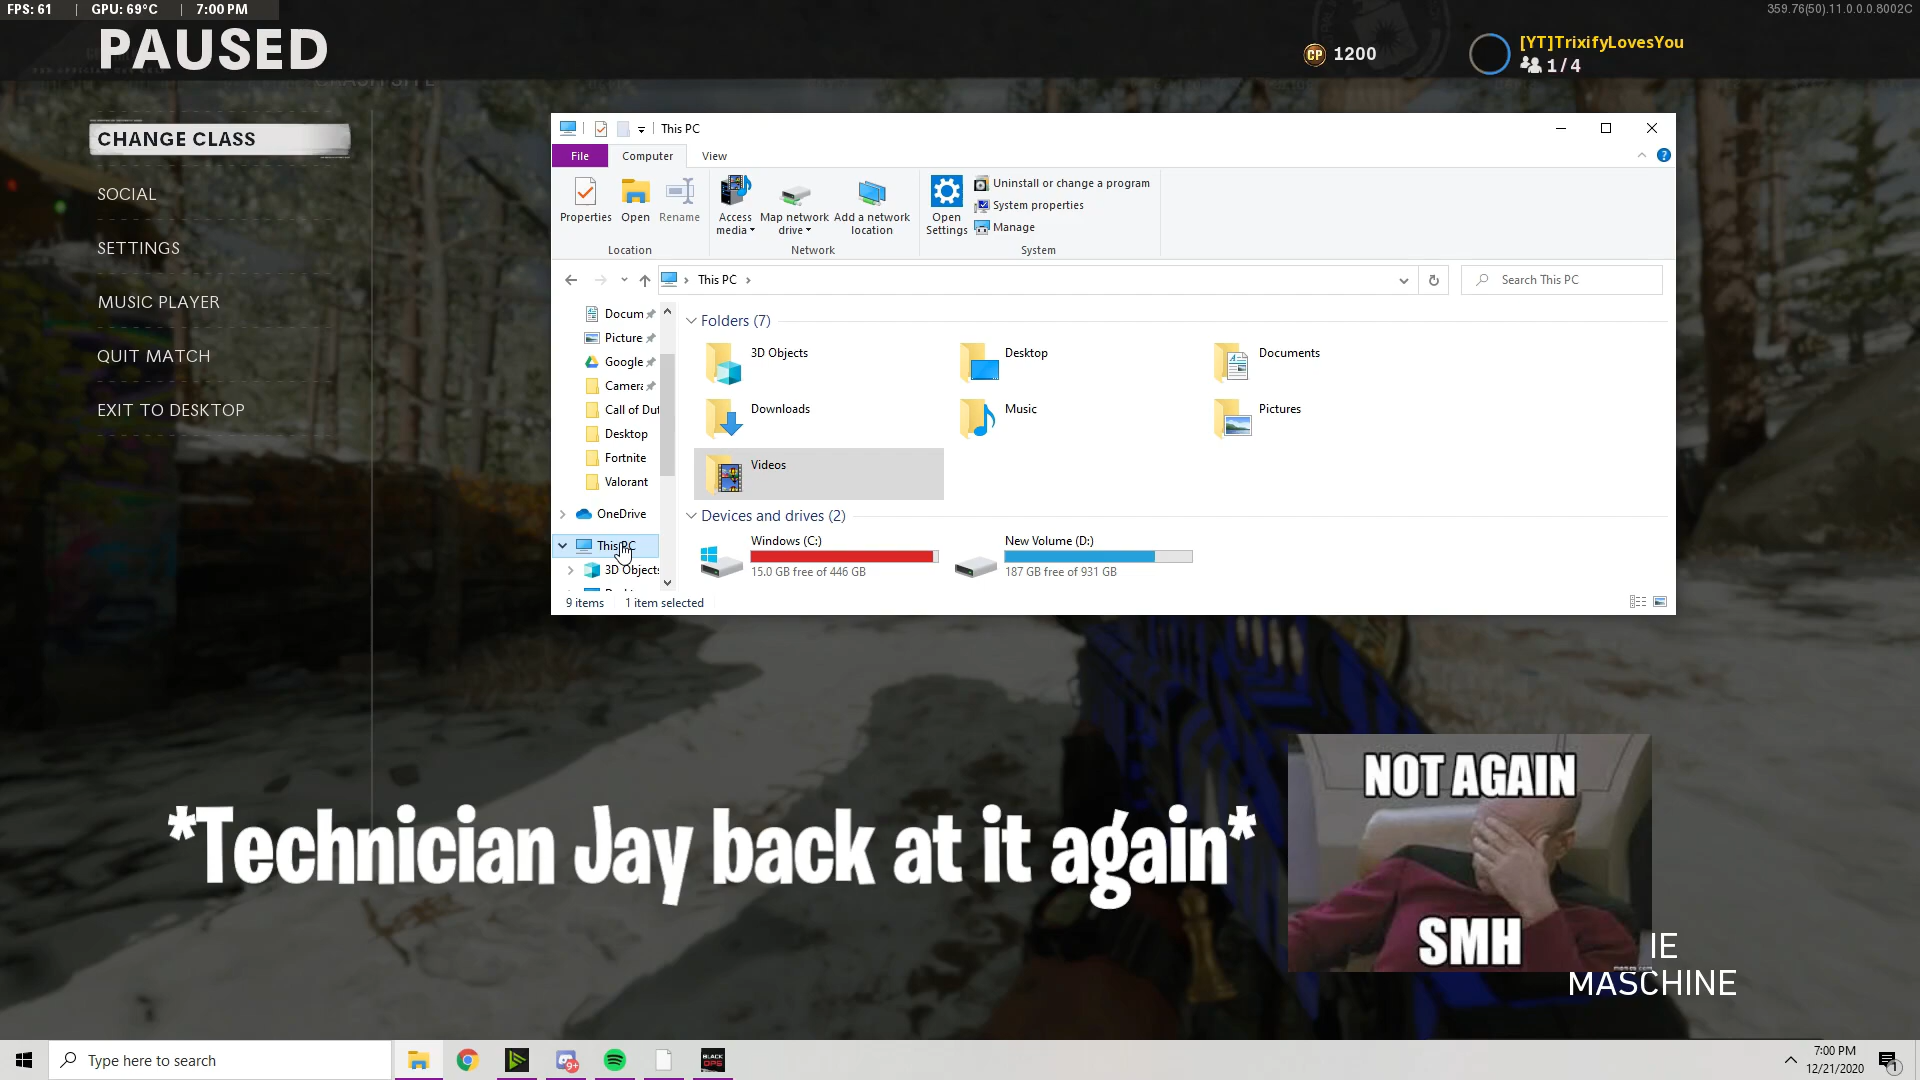 FPS: 61 | GPU: 69°C | 7:00 PM
359.76(50).11.0.0.0.8002C
PAUSED
CP 1200
[YT]TrixifyLovesYou
1 / 4
CHANGE CLASS
SOCIAL
SETTINGS
MUSIC PLAYER
QUIT MATCH
EXIT TO DESKTOP
This PC
File Computer View
Properties
Open
Rename
Access media
Map network drive
Add a network location
Open Settings
Uninstall or change a program
System properties
Manage
Location
Network
System
This PC
Search This PC
Docum
Picture
Google
Camera
Call of Dut
Desktop
Fortnite
Valorant
OneDrive
This PC
3D Objects
Folders (7)
3D Objects
Desktop
Documents
Downloads
Music
Pictures
Videos
Devices and drives (2)
Windows (C:)
15.0 GB free of 446 GB
New Volume (D:)
187 GB free of 931 GB
9 items 1 item selected
*Technician Jay back at it again*
NOT AGAIN
SMH
IE
MASCHINE
Type here to search
9+
BLACK OPS
7:00 PM
12/21/2020
1